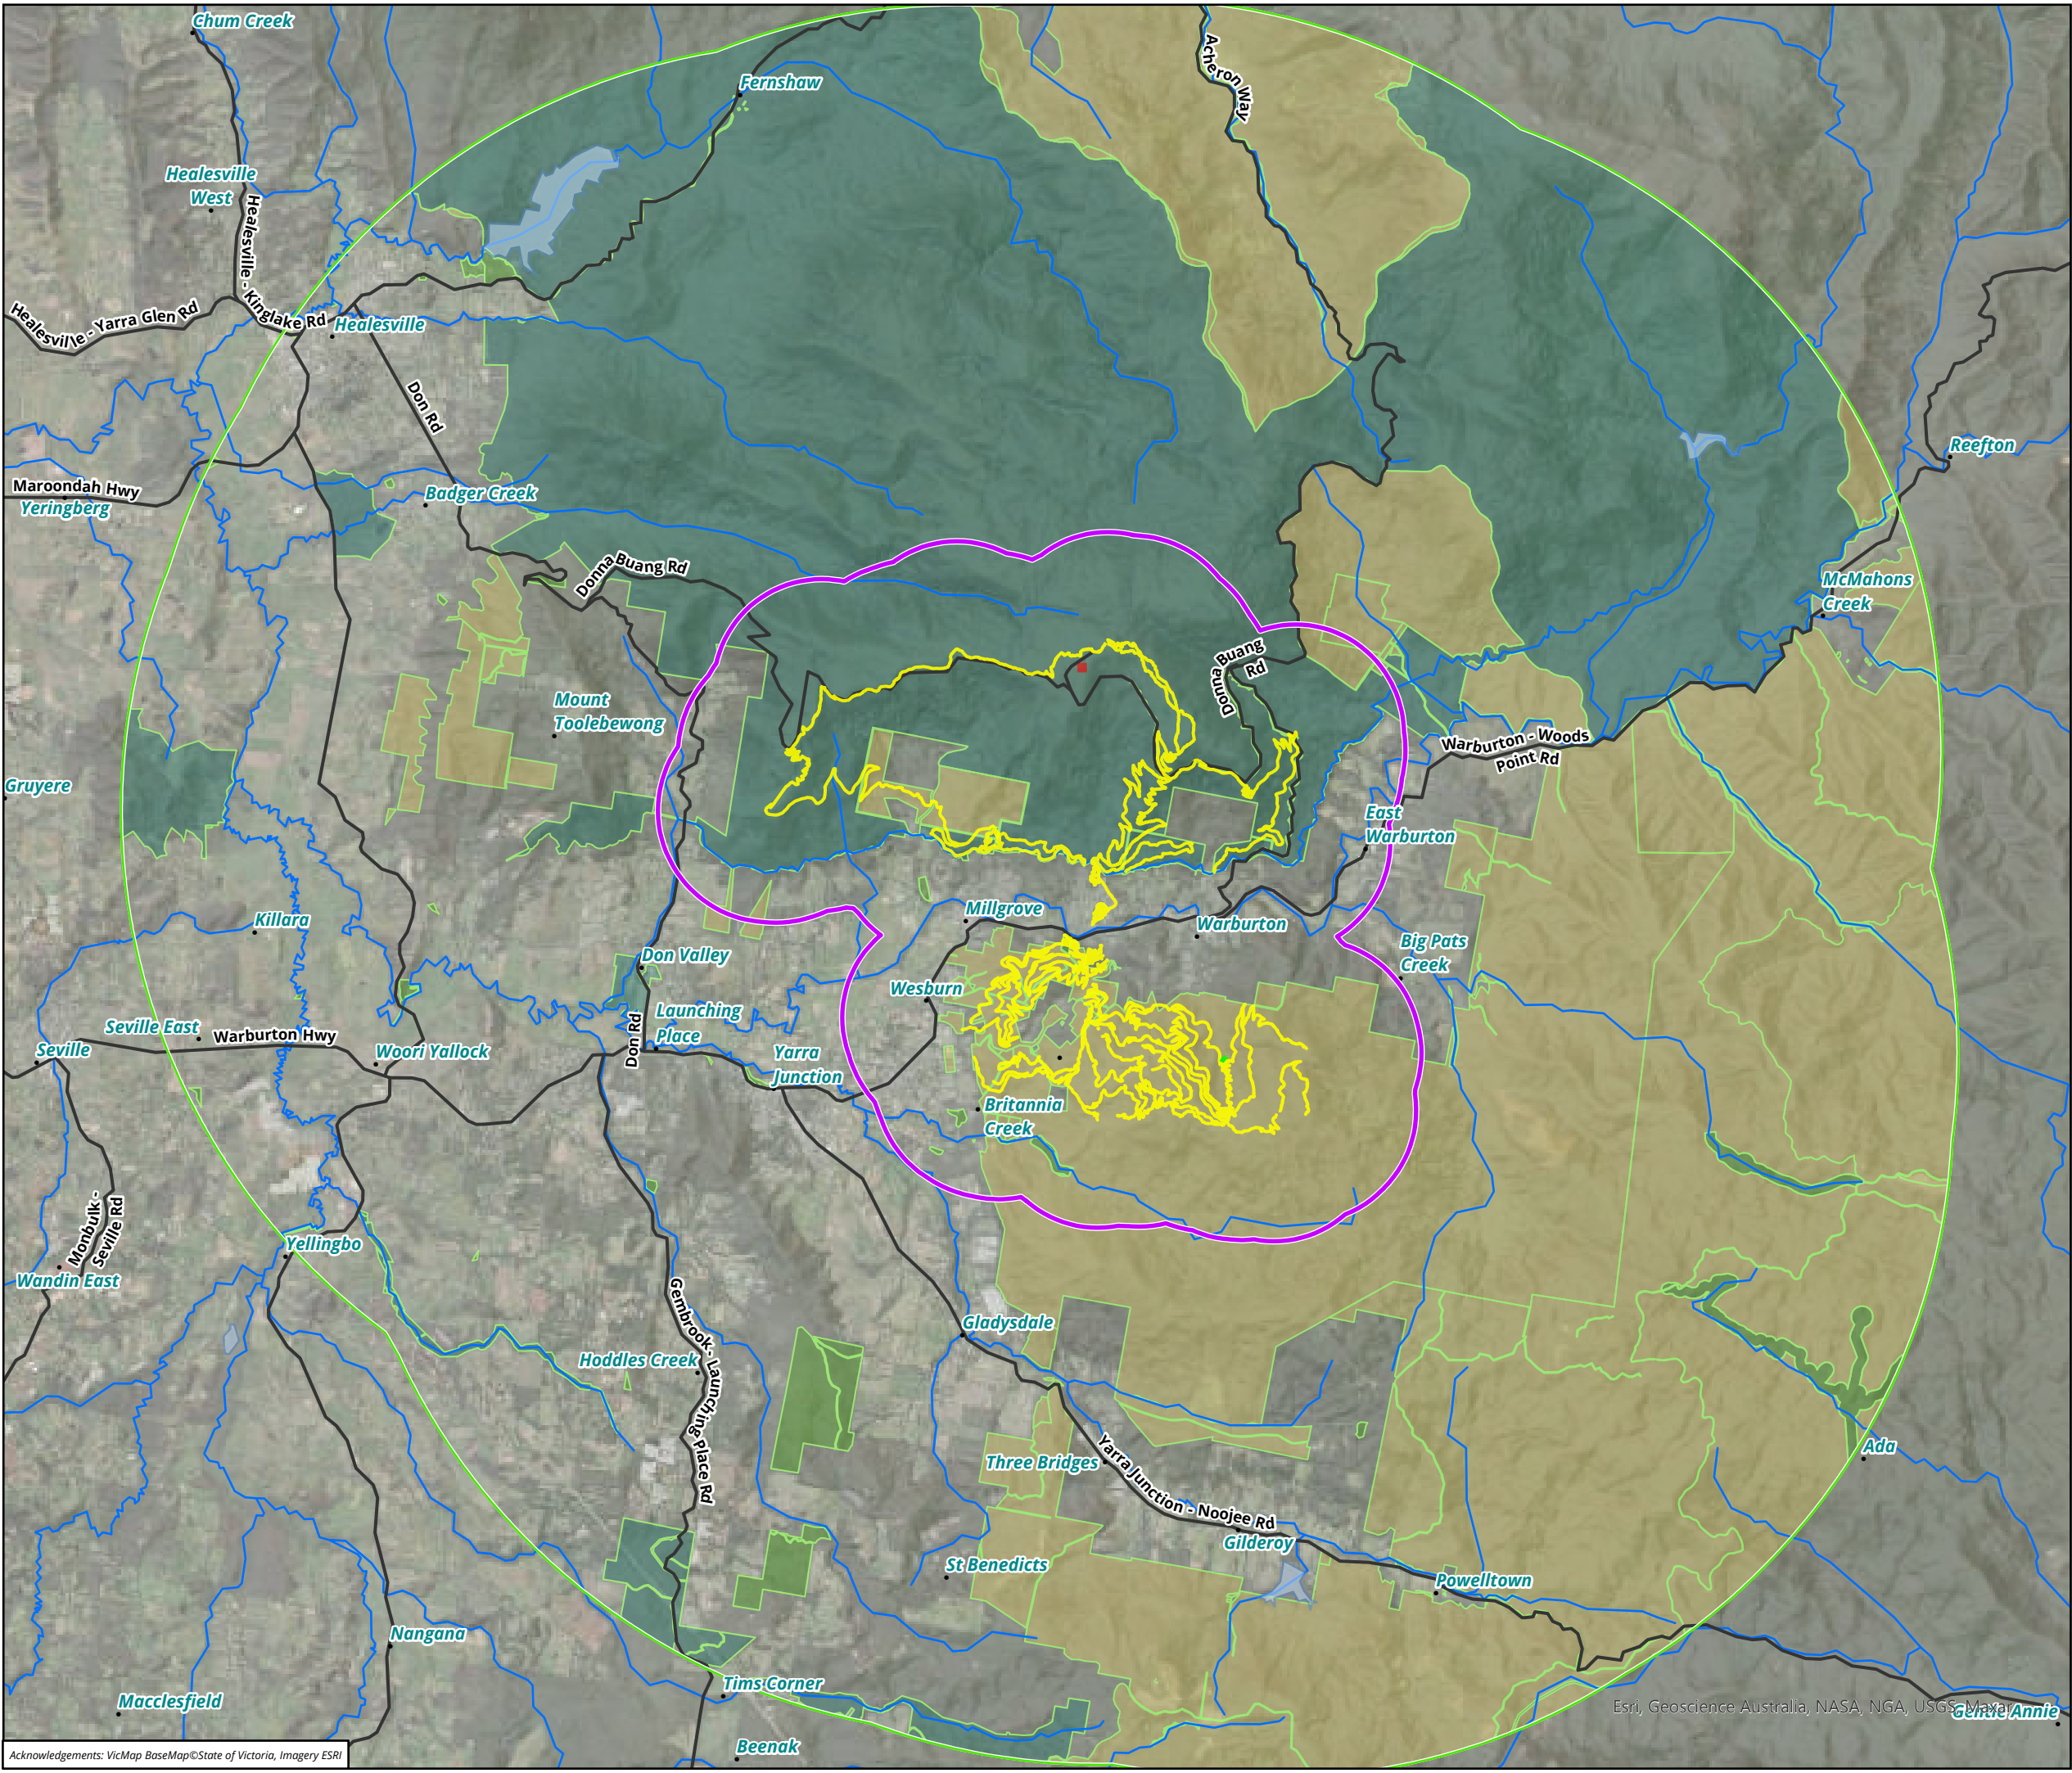 Chum Creek
Fernshaw
Acheron Way
Healesville
West
Healesville - Kinglake Rd
Healesville - Yarra Glen Rd
Healesville
Don Rd
Reefton
Maroondah Hwy
Yeringberg
Badger Creek
Donna Buang Rd
McMahons
Creek
Donna Buang
Rd
Mount
Toolebewong
Warburton - Woods
Point Rd
Gruyere
East
Warburton
Killara
Millgrove
Warburton
Big Pats
Creek
Don Valley
Wesburn
Launching
Place
Seville East
Warburton Hwy
Don Rd
Seville
Woori Yallock
Yarra
Junction
Britannia
Creek
Monbulk -
Seville Rd
Yellingbo
Wandin East
Gembrook - Launching Place Rd
Gladysdale
Hoddles Creek
Three Bridges
Yarra Junction - Noojee Rd
Ada
Gilderoy
St Benedicts
Powelltown
Nangana
Tims Corner
Macclesfield
Esri, Geoscience Australia, NASA, NGA, USGS, Maxar
Gentle Annie
Beenak
Acknowledgements: VicMap BaseMap©State of Victoria, Imagery ESRI